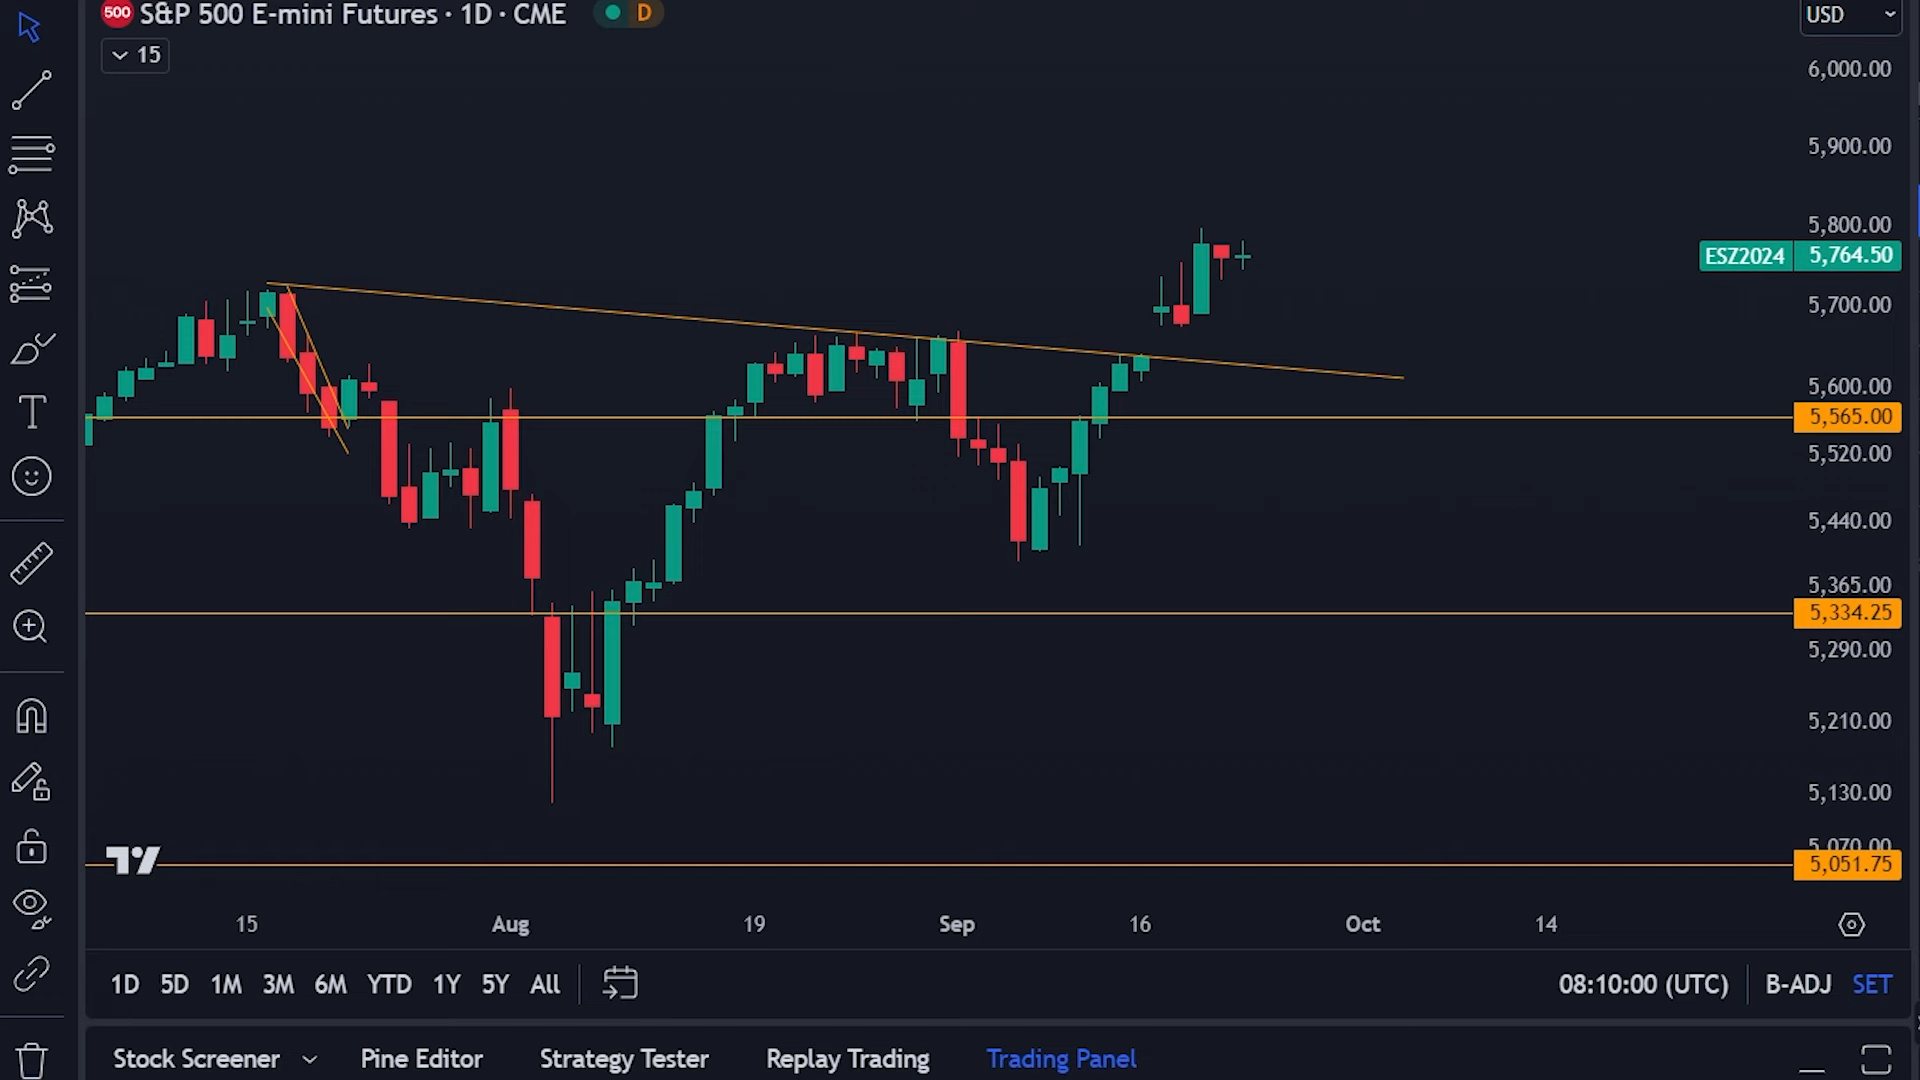 500 S&P 500 E-mini Futures · 1D · CME D
USD
15
6,000.00
5,900.00
5,800.00
ESZ2024 5,764.50
5,700.00
5,600.00
5,565.00
5,520.00
5,440.00
5,365.00
5,334.25
5,290.00
5,210.00
5,130.00
5,070.00
5,051.75
15 Aug 19 Sep 16 Oct 14
1D 5D 1M 3M 6M YTD 1Y 5Y All 08:10:00 (UTC) B-ADJ SET
Stock Screener Pine Editor Strategy Tester Replay Trading Trading Panel